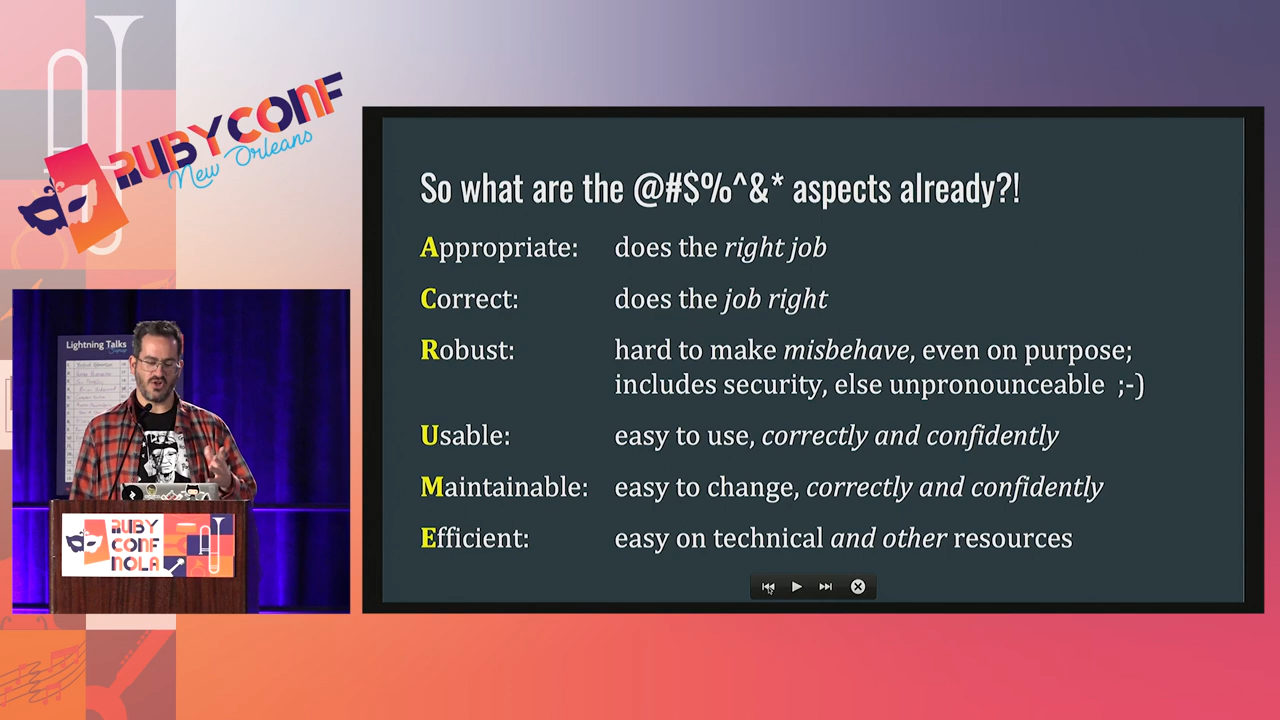 RUBYCONF
New Orleans
Lightning Talks
RUBY
CONF
NOLA
So what are the @#$%^&* aspects already?!
Appropriate: does the right job
Correct: does the job right
Robust: hard to make misbehave, even on purpose;
includes security, else unpronounceable ;-)
Usable: easy to use, correctly and confidently
Maintainable: easy to change, correctly and confidently
Efficient: easy on technical and other resources